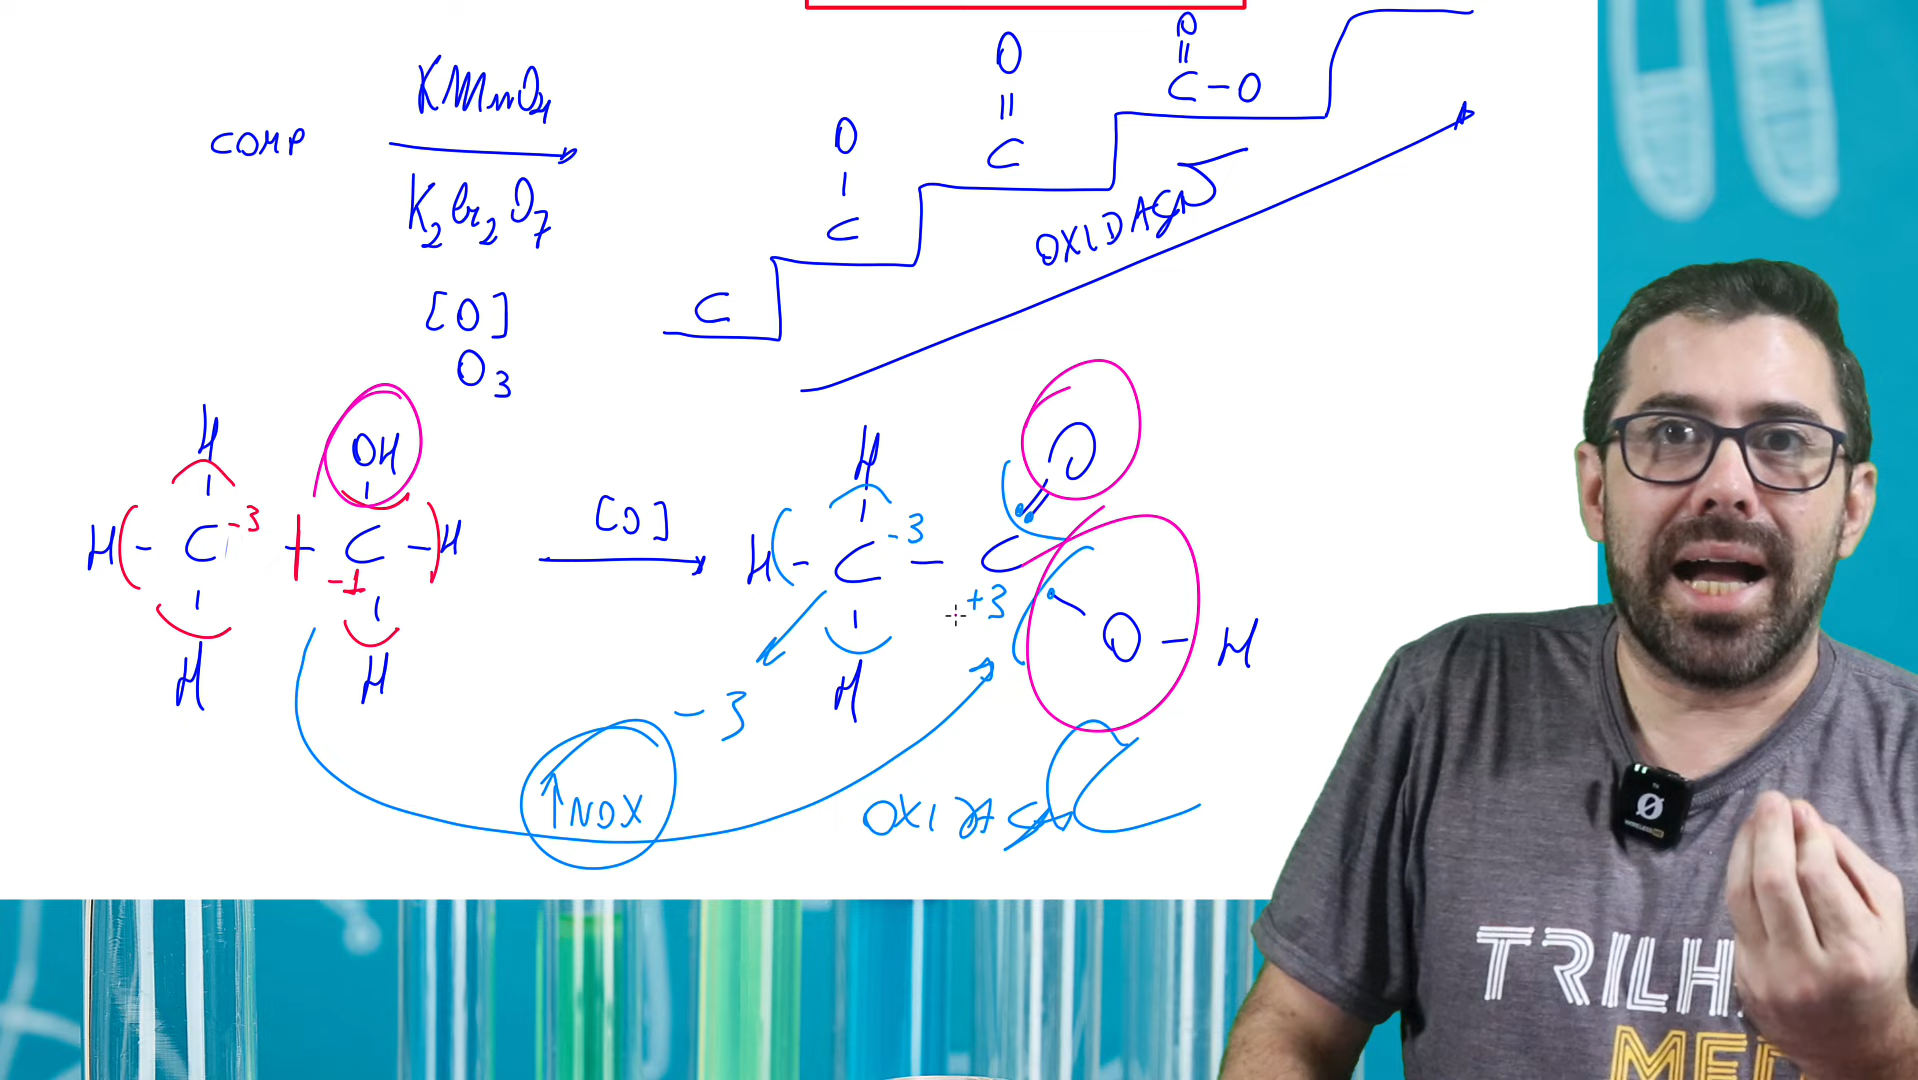 KMnO4
COMP
K2Cr2O7
[O]
O3
C
O
C
O
C
O
C-O
OXIDAÇÃO
H
OH
H - C -3 - C - H
-1
H
H
[O]
H
O
H - C -3 - C
+3
O - H
H
-3
↑NOX
OXIDAÇÃO
Ø
TRILH
MED